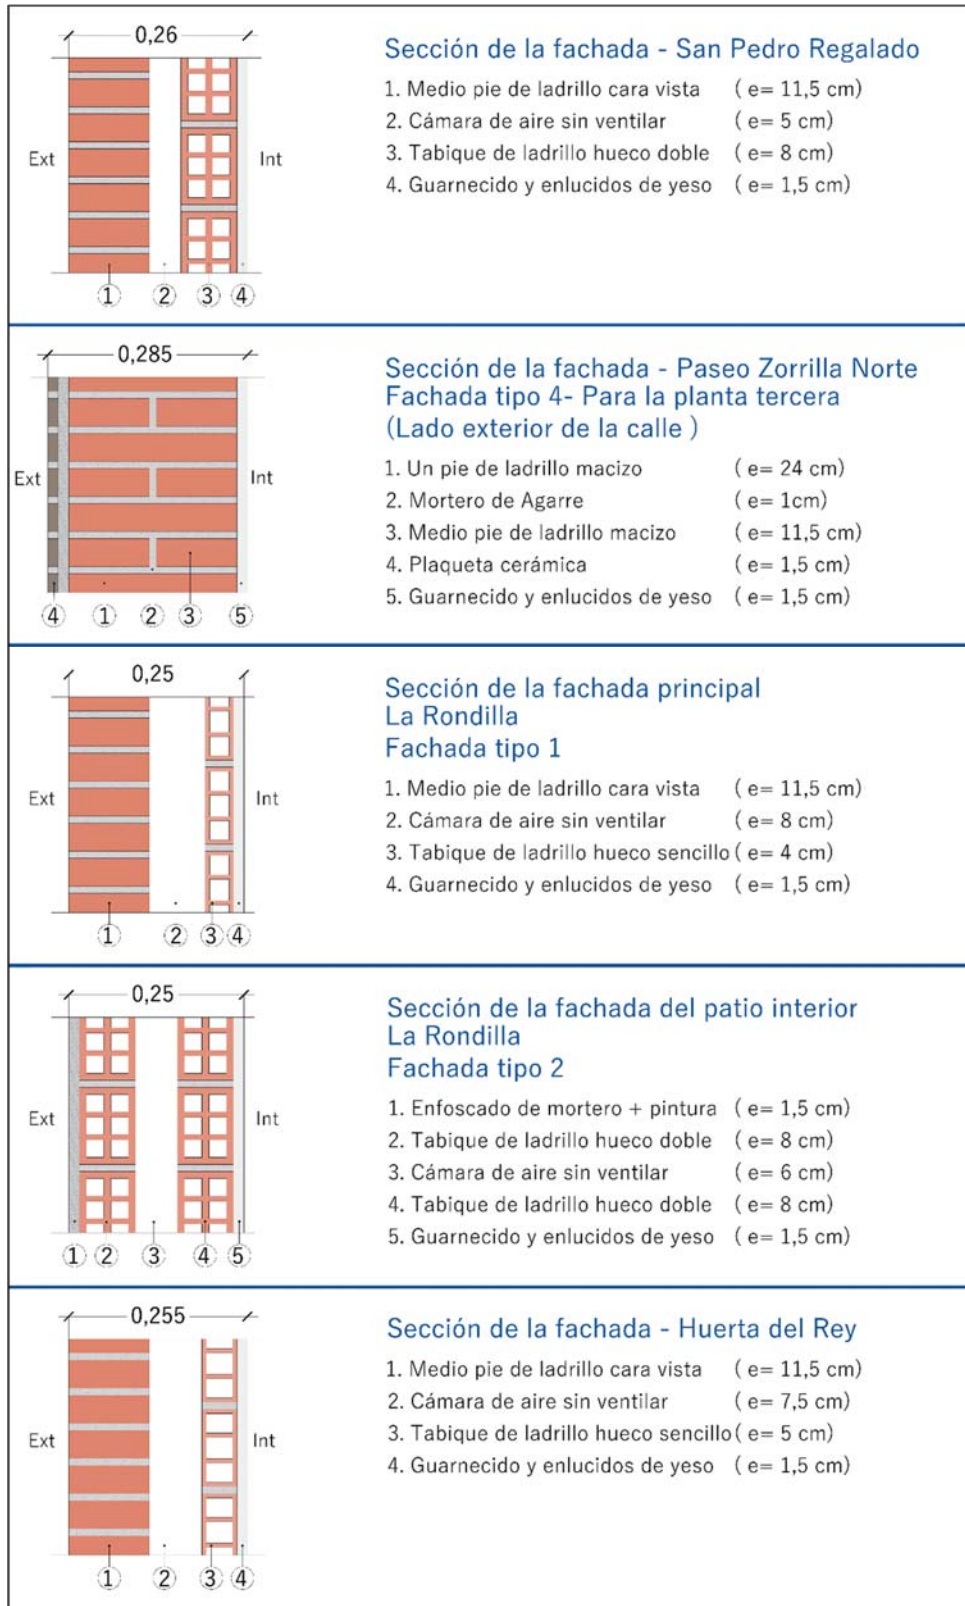 0,26
Ext
Int
1 2 3 4
Sección de la fachada - San Pedro Regalado
1. Medio pie de ladrillo cara vista ( e= 11,5 cm)
2. Cámara de aire sin ventilar ( e= 5 cm)
3. Tabique de ladrillo hueco doble ( e= 8 cm)
4. Guarnecido y enlucidos de yeso ( e= 1,5 cm)
0,285
Ext
Int
4 1 2 3 5
Sección de la fachada - Paseo Zorrilla Norte
Fachada tipo 4- Para la planta tercera
(Lado exterior de la calle )
1. Un pie de ladrillo macizo ( e= 24 cm)
2. Mortero de Agarre ( e= 1cm)
3. Medio pie de ladrillo macizo ( e= 11,5 cm)
4. Plaqueta cerámica ( e= 1,5 cm)
5. Guarnecido y enlucidos de yeso ( e= 1,5 cm)
0,25
Ext
Int
1 2 3 4
Sección de la fachada principal
La Rondilla
Fachada tipo 1
1. Medio pie de ladrillo cara vista ( e= 11,5 cm)
2. Cámara de aire sin ventilar ( e= 8 cm)
3. Tabique de ladrillo hueco sencillo ( e= 4 cm)
4. Guarnecido y enlucidos de yeso ( e= 1,5 cm)
0,25
Ext
Int
1 2 3 4 5
Sección de la fachada del patio interior
La Rondilla
Fachada tipo 2
1. Enfoscado de mortero + pintura ( e= 1,5 cm)
2. Tabique de ladrillo hueco doble ( e= 8 cm)
3. Cámara de aire sin ventilar ( e= 6 cm)
4. Tabique de ladrillo hueco doble ( e= 8 cm)
5. Guarnecido y enlucidos de yeso ( e= 1,5 cm)
0,255
Ext
Int
1 2 3 4
Sección de la fachada - Huerta del Rey
1. Medio pie de ladrillo cara vista ( e= 11,5 cm)
2. Cámara de aire sin ventilar ( e= 7,5 cm)
3. Tabique de ladrillo hueco sencillo ( e= 5 cm)
4. Guarnecido y enlucidos de yeso ( e= 1,5 cm)